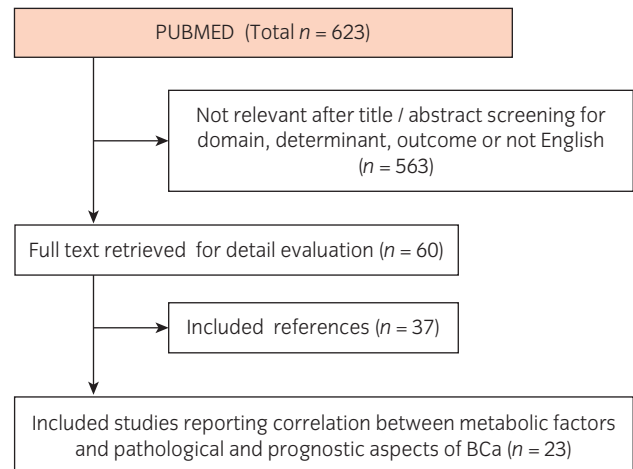 PUBMED (Total n = 623)
Not relevant after title / abstract screening for
domain, determinant, outcome or not English
(n = 563)
Full text retrieved for detail evaluation (n = 60)
Included references (n = 37)
Included studies reporting correlation between metabolic factors
and pathological and prognostic aspects of BCa (n = 23)